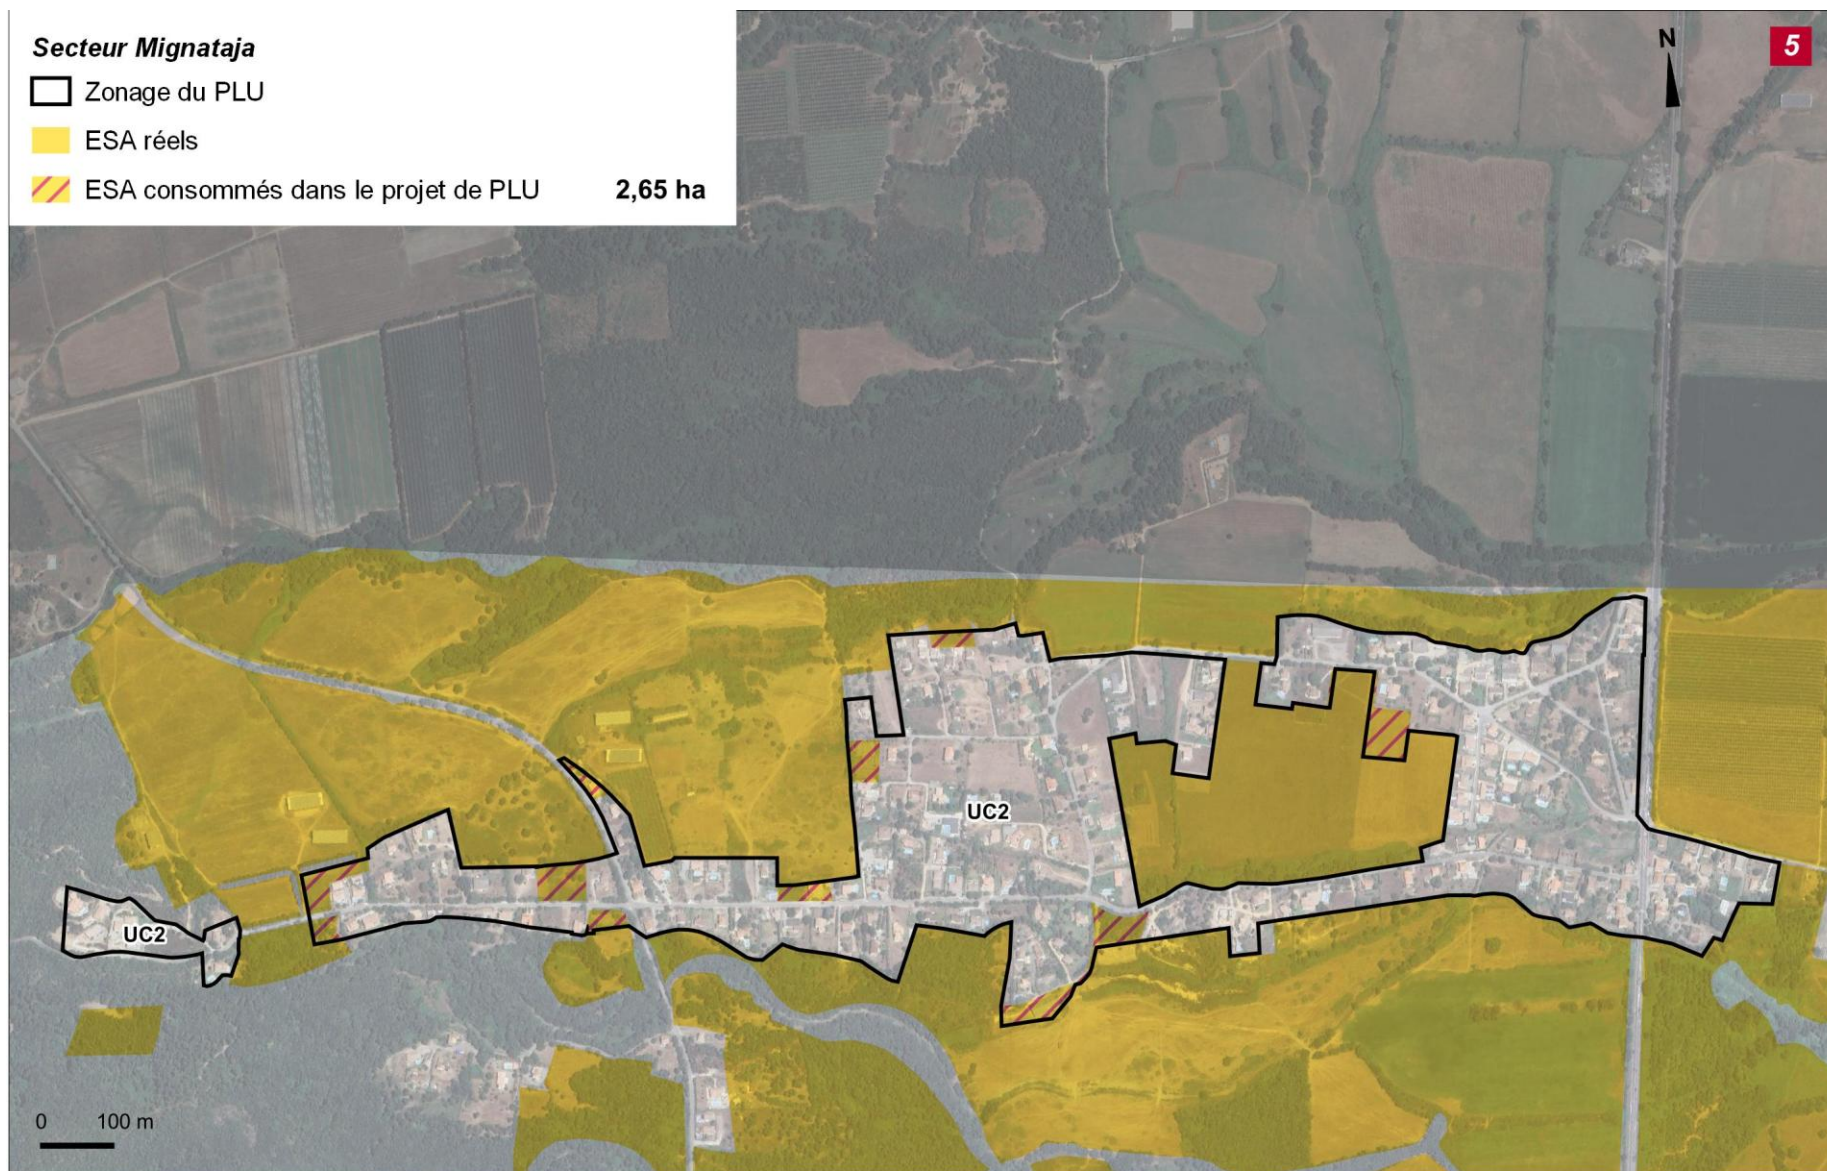 Secteur Mignataja
Zonage du PLU
ESA réels
ESA consommés dans le projet de PLU 2,65 ha
N
5
UC2
UC2
0 100 m